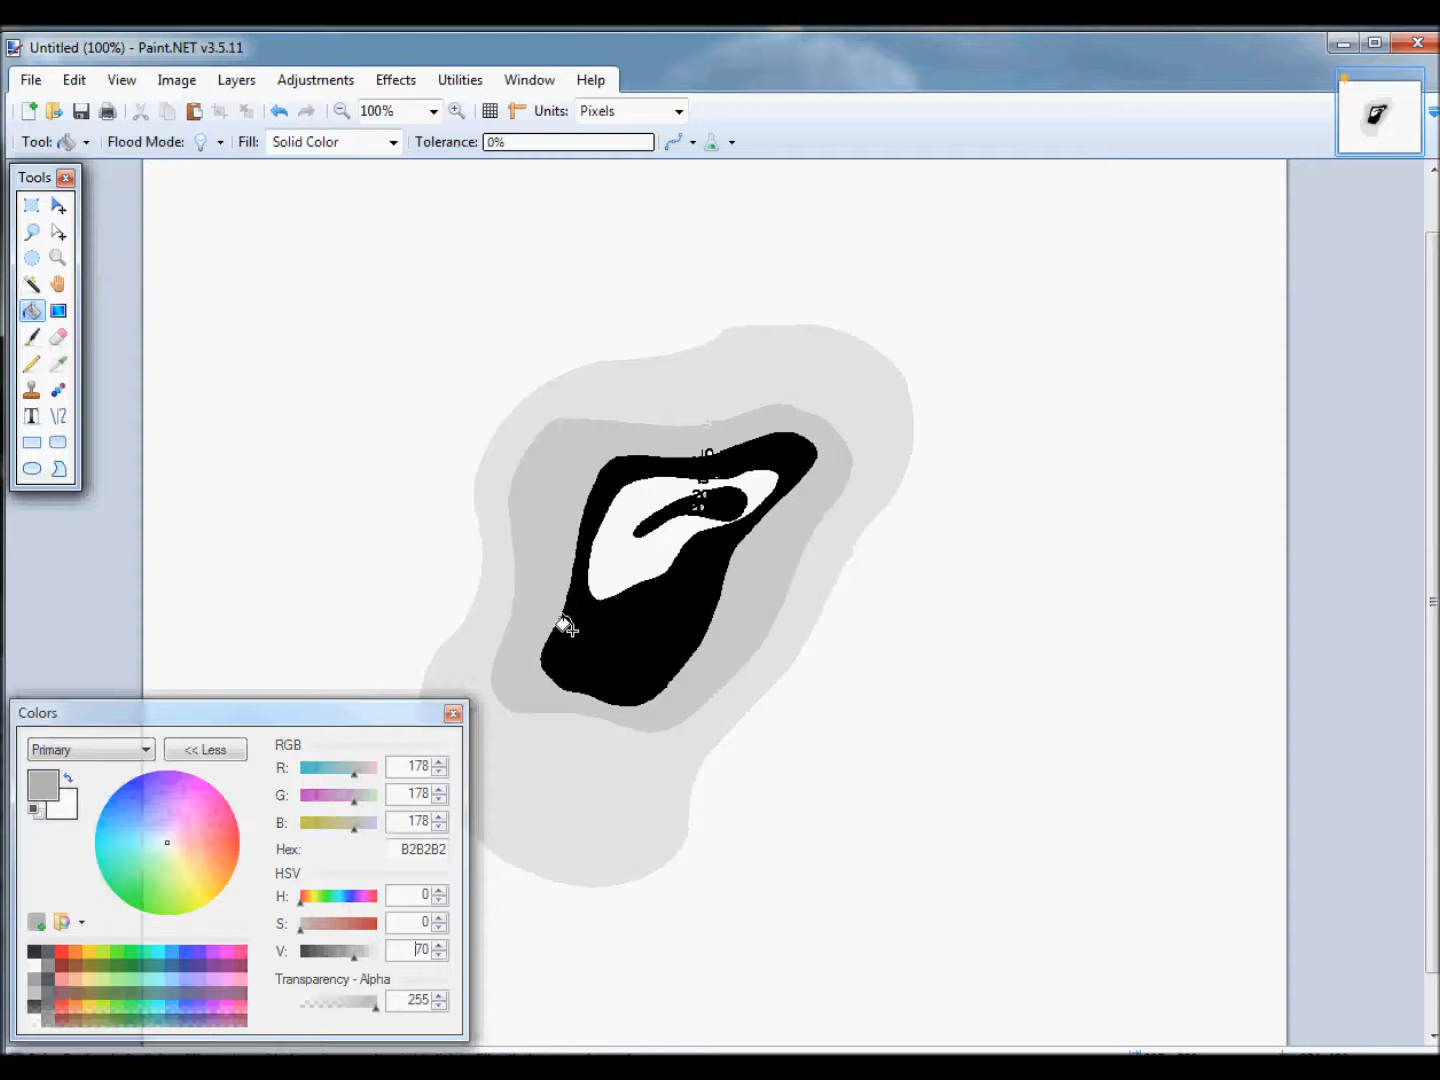 Untitled (100%) - Paint.NET v3.5.11
File Edit View Image Layers Adjustments Effects Utilities Window Help
100% Units: Pixels
Tool: Flood Mode: Fill: Solid Color Tolerance: 0%
Tools
Colors
Primary << Less
RGB
R: 178
G: 178
B: 178
Hex: B2B2B2
HSV
H: 0
S: 0
V: 70
Transparency - Alpha
255